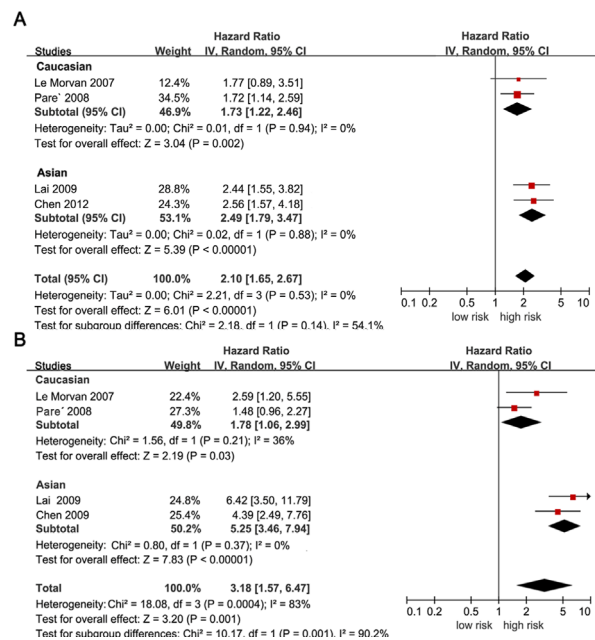 A
Hazard Ratio Hazard Ratio
Studies Weight IV, Random, 95% CI IV, Random, 95% CI
Caucasian
Le Morvan 2007 12.4% 1.77 [0.89, 3.51]
Pare` 2008 34.5% 1.72 [1.14, 2.59]
Subtotal (95% CI) 46.9% 1.73 [1.22, 2.46]
Heterogeneity: Tau² = 0.00; Chi² = 0.01, df = 1 (P = 0.94); I² = 0%
Test for overall effect: Z = 3.04 (P = 0.002)
Asian
Lai 2009 28.8% 2.44 [1.55, 3.82]
Chen 2012 24.3% 2.56 [1.57, 4.18]
Subtotal (95% CI) 53.1% 2.49 [1.79, 3.47]
Heterogeneity: Tau² = 0.00; Chi² = 0.02, df = 1 (P = 0.88); I² = 0%
Test for overall effect: Z = 5.39 (P < 0.00001)
Total (95% CI) 100.0% 2.10 [1.65, 2.67]
Heterogeneity: Tau² = 0.00; Chi² = 2.21, df = 3 (P = 0.53); I² = 0%
Test for overall effect: Z = 6.01 (P < 0.00001)
Test for subgroup differences: Chi² = 2.18, df = 1 (P = 0.14), I² = 54.1%
0.1 0.2 1 2 5 10
low risk high risk
B
Hazard Ratio Hazard Ratio
Studies Weight IV, Random, 95% CI IV, Random, 95% CI
Caucasian
Le Morvan 2007 22.4% 2.59 [1.20, 5.55]
Pare´ 2008 27.3% 1.48 [0.96, 2.27]
Subtotal 49.8% 1.78 [1.06, 2.99]
Heterogeneity: Chi² = 1.56, df = 1 (P = 0.21); I² = 36%
Test for overall effect: Z = 2.19 (P = 0.03)
Asian
Lai 2009 24.8% 6.42 [3.50, 11.79]
Chen 2009 25.4% 4.39 [2.49, 7.76]
Subtotal 50.2% 5.25 [3.46, 7.94]
Heterogeneity: Chi² = 0.80, df = 1 (P = 0.37); I² = 0%
Test for overall effect: Z = 7.83 (P < 0.00001)
Total 100.0% 3.18 [1.57, 6.47]
Heterogeneity: Chi² = 18.08, df = 3 (P = 0.0004); I² = 83%
Test for overall effect: Z = 3.20 (P = 0.001)
Test for subgroup differences: Chi² = 10.17, df = 1 (P = 0.001), I² = 90.2%
0.1 0.2 1 2 5 10
low risk high risk